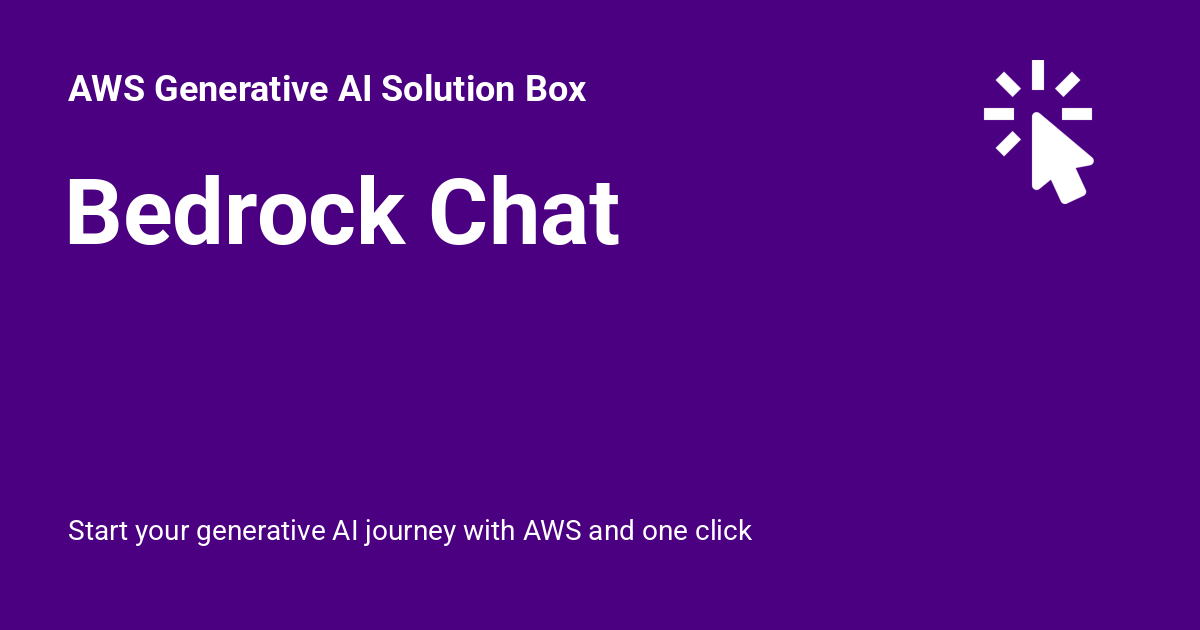 AWS Generative AI Solution Box
Bedrock Chat
Start your generative AI journey with AWS and one click